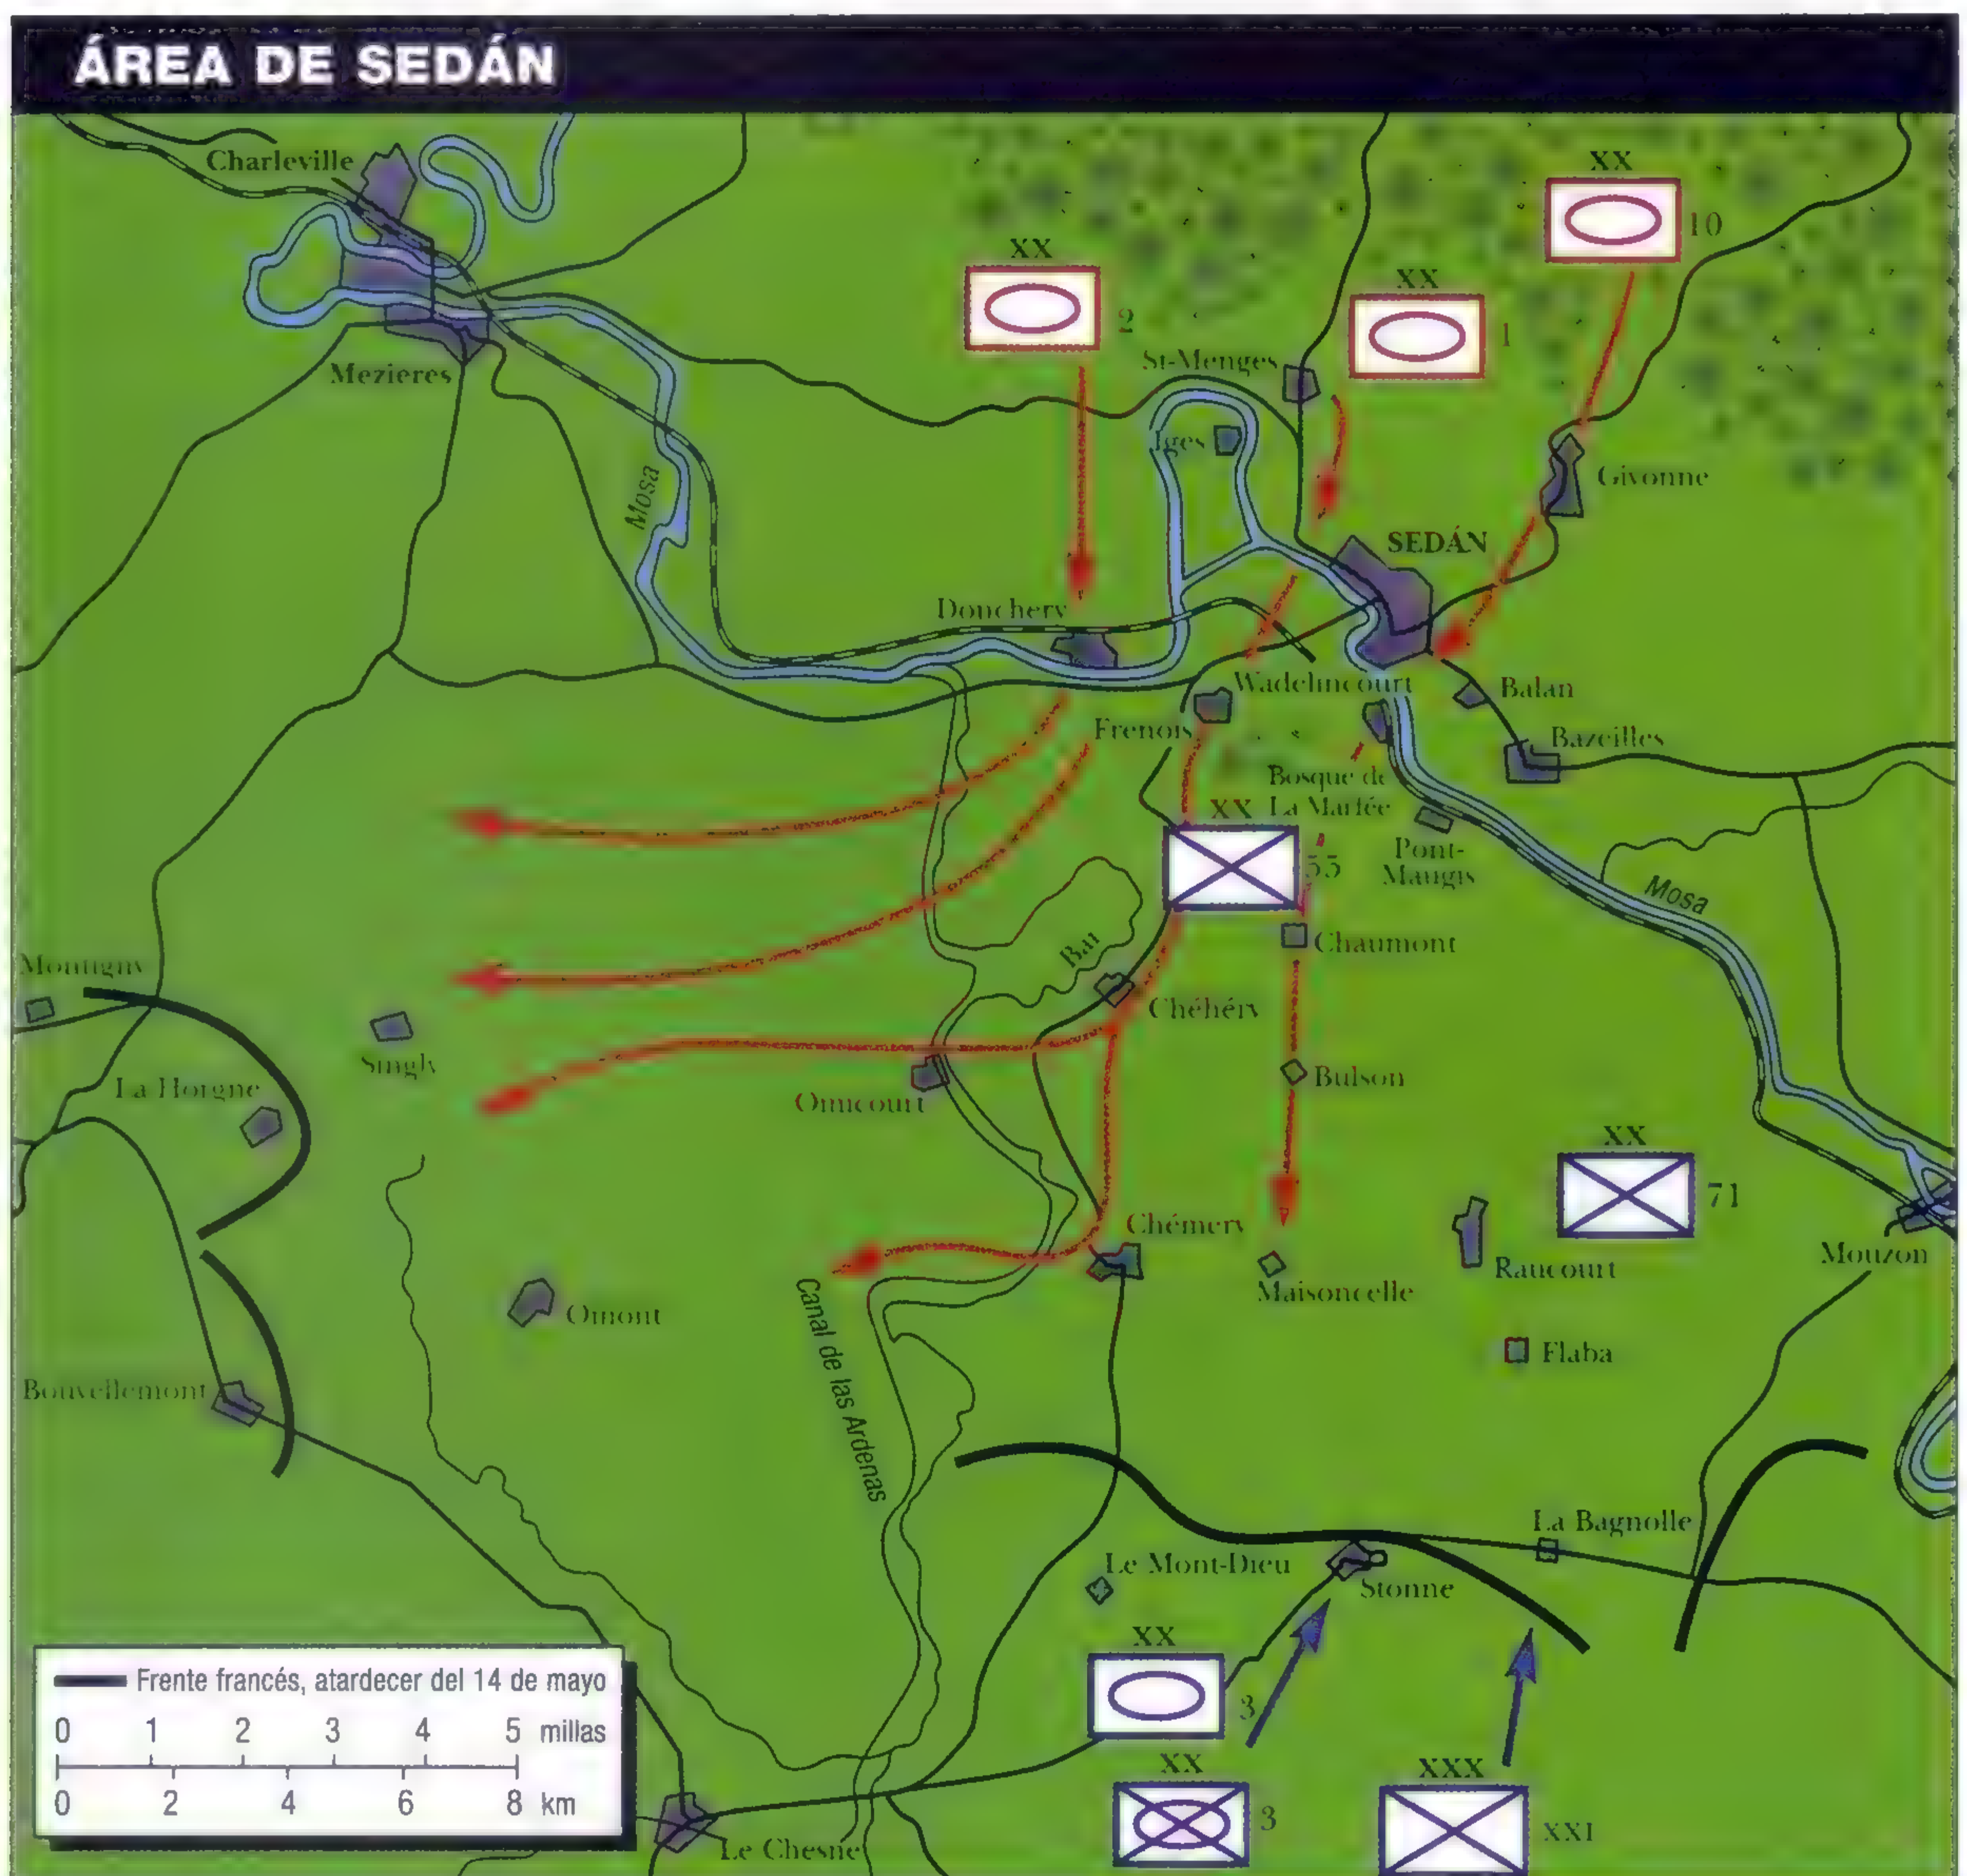 ÁREA DE SEDÁN
Charleville
XX
10
XX
2
XX
1
St-Menges
Mezieres
Iges
Givonne
Mosa
SEDÁN
Donchery
Wadelincourt
Balan
Frenois
Bazeilles
Bosque de
La Marfée
XX
55
Pont-
Maugis
Mosa
Chaumont
Bar
Montigny
Chéhéry
Singly
La Horgne
Omicourt
Bulson
XX
71
Chémery
Raucourt
Mouzon
Maisoncelle
Omont
Flaba
Canal de las Ardenas
Bouvellemont
La Bagnolle
Le Mont-Dieu
Stonne
XX
3
XX
3
XXX
XXI
Le Chesne
Frente francés, atardecer del 14 de mayo
0 1 2 3 4 5 millas
0 2 4 6 8 km